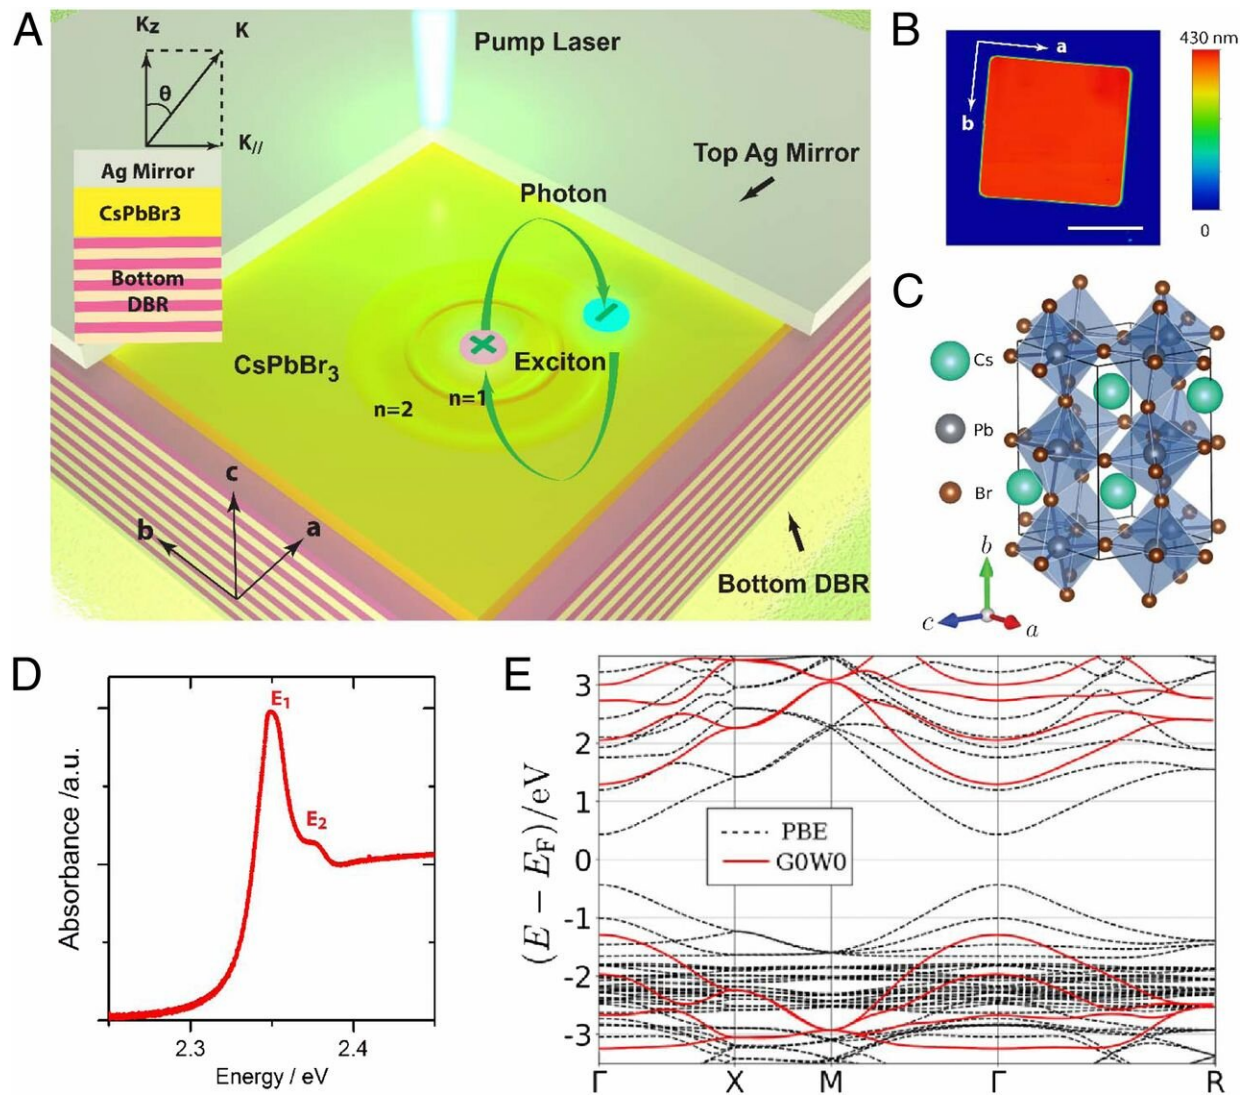 A
Kz
K
θ
K//
Ag Mirror
CsPbBr3
Bottom
DBR
Pump Laser
Top Ag Mirror
Photon
Exciton
CsPbBr3
n=2
n=1
c
b
a
Bottom DBR
B
a
b
430 nm
0
C
Cs
Pb
Br
b
c
a
D
E1
E2
Absorbance /a.u.
2.3
2.4
Energy / eV
E
3
2
1
0
-1
-2
-3
(E − EF)/eV
PBE
G0W0
Γ
X
M
Γ
R